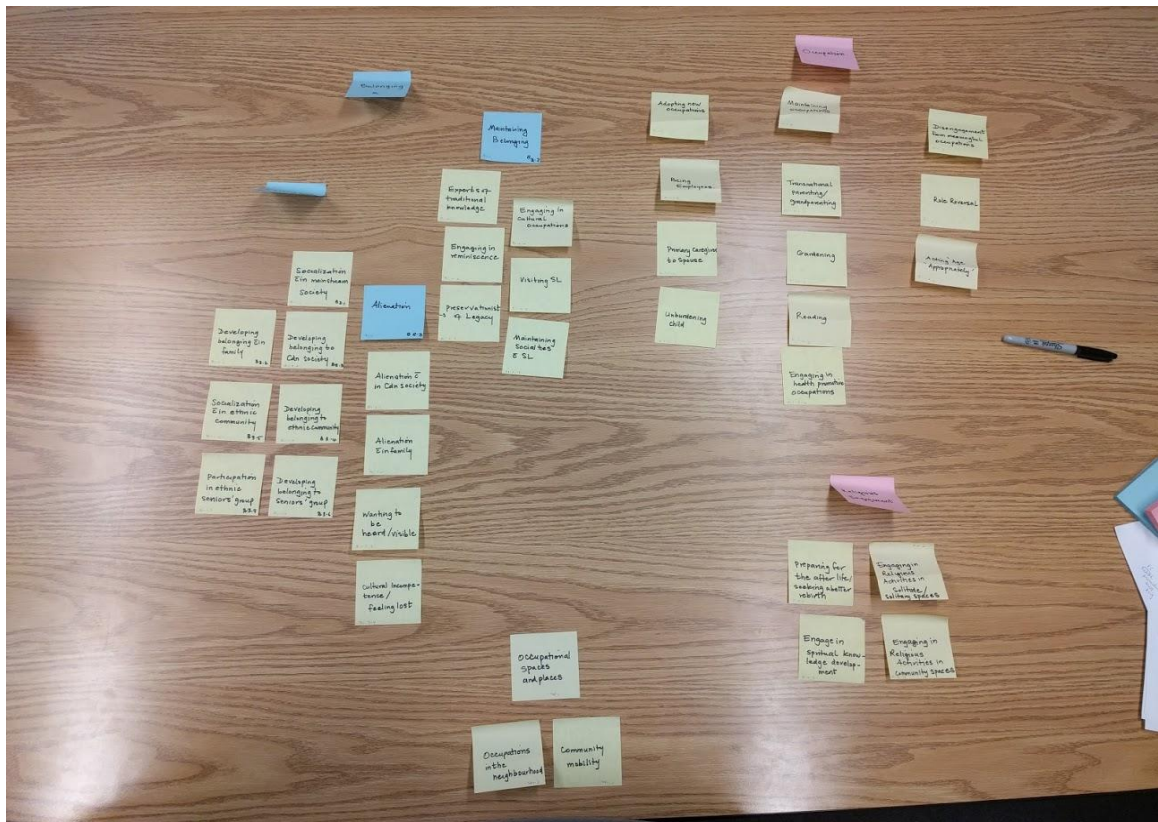 Belonging
Maintaining
Belonging
Experts of
traditional
knowledge
Engaging in
cultural
occupations
Engaging in
reminiscence
Visiting SL
Preservationist
of Legacy
Maintaining
Societies
c̄ SL
Socialization
c̄in mainstream
society
Developing
belonging c̄in
family
Developing
belonging to
Cdn society
Socialization
c̄in ethnic
community
Developing
belonging to
ethnic community
Participation
in ethnic
seniors' group
Developing
belonging to
seniors' group
Alienation
Alienation c̄
in Cdn society
Alienation
c̄in family
Wanting to
be
heard/visible
Cultural Incompe-
tance/
feeling lost
Occupational
spaces
and places
Occupations
in the
neighbourhood
Community
mobility
Occupation
Adopting new
occupations
Being
Employees
Primary caregiver
to spouse
Unburdening
child
Maintaining
occupations
Transnational
parenting/
grandparenting
Gardening
Reading
Engaging in
health promotive
occupations
Disengagement
from meaningful
occupations
Role Reversal
Acting Age
Appropriately
Religious
Preparing for
the after life/
seeking a better
rebirth
Engaging in
Religious
Activities in
Solitude/
solitary spaces
Engage in
spiritual know-
ledge develop-
ment
Engaging in
Religious
Activities in
Community spaces
Sharpie